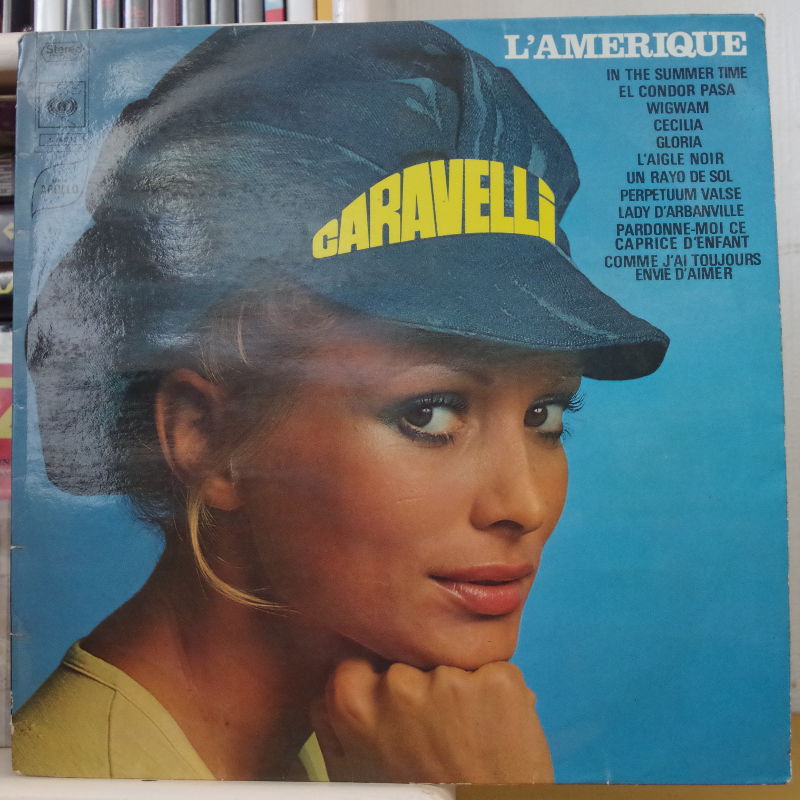 Stereo
APOLLO
L'AMERIQUE
IN THE SUMMER TIME
EL CONDOR PASA
WIGWAM
CECILIA
GLORIA
L'AIGLE NOIR
UN RAYO DE SOL
PERPETUUM VALSE
LADY D'ARBANVILLE
PARDONNE-MOI CE
CAPRICE D'ENFANT
COMME J'AI TOUJOURS
ENVIE D'AIMER
CARAVELLi